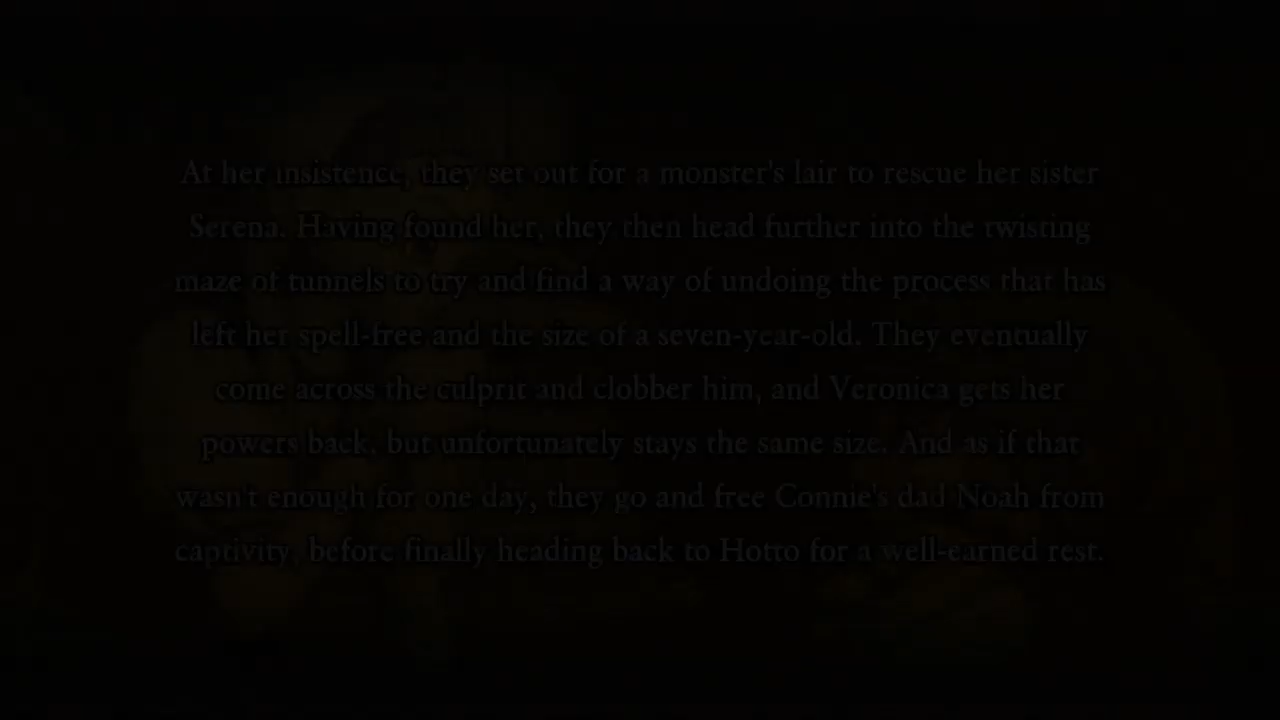 At her insistence, they set out for a monster's lair to rescue her sister
Serena. Having found her, they then head further into the twisting
maze of tunnels to try and find a way of undoing the process that has
left her spell-free and the size of a seven-year-old. They eventually
come across the culprit and clobber him, and Veronica gets her
powers back, but unfortunately stays the same size. And as if that
wasn't enough for one day, they go and free Connie's dad Noah from
captivity, before finally heading back to Hotto for a well-earned rest.